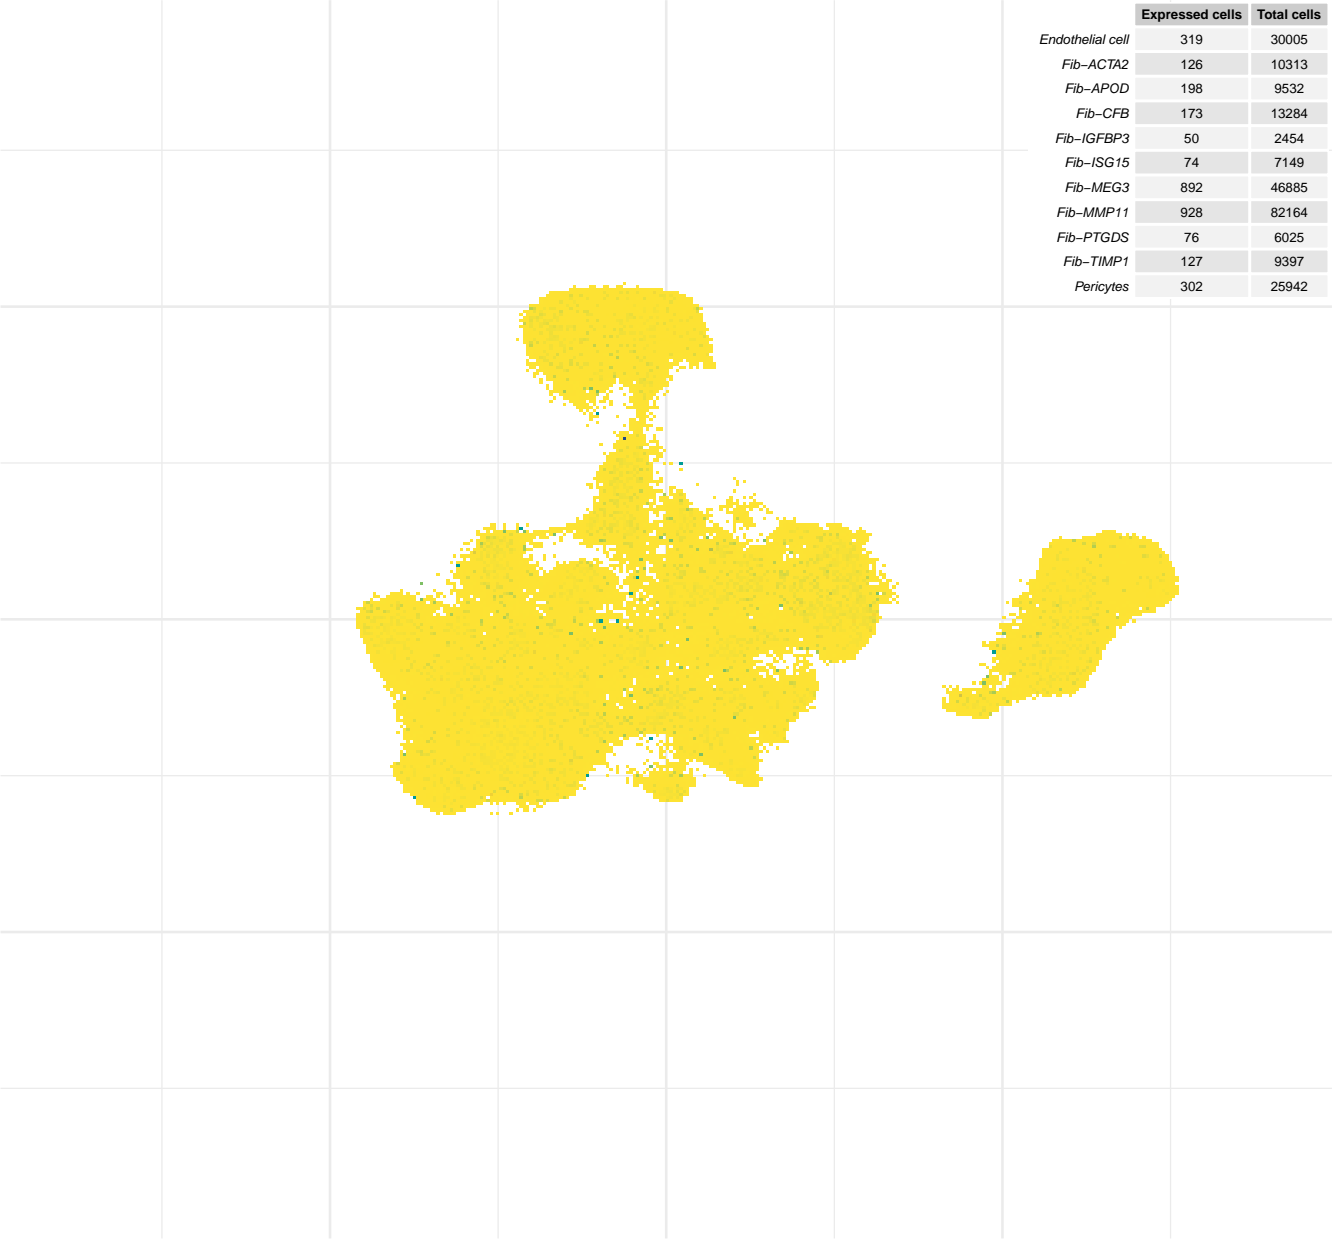 Expressed cells Total cells
Endothelial cell 319 30005
Fib−ACTA2 126 10313
Fib−APOD 198 9532
Fib−CFB 173 13284
Fib−IGFBP3 50 2454
Fib−ISG15 74 7149
Fib−MEG3 892 46885
Fib−MMP11 928 82164
Fib−PTGDS 76 6025
Fib−TIMP1 127 9397
Pericytes 302 25942